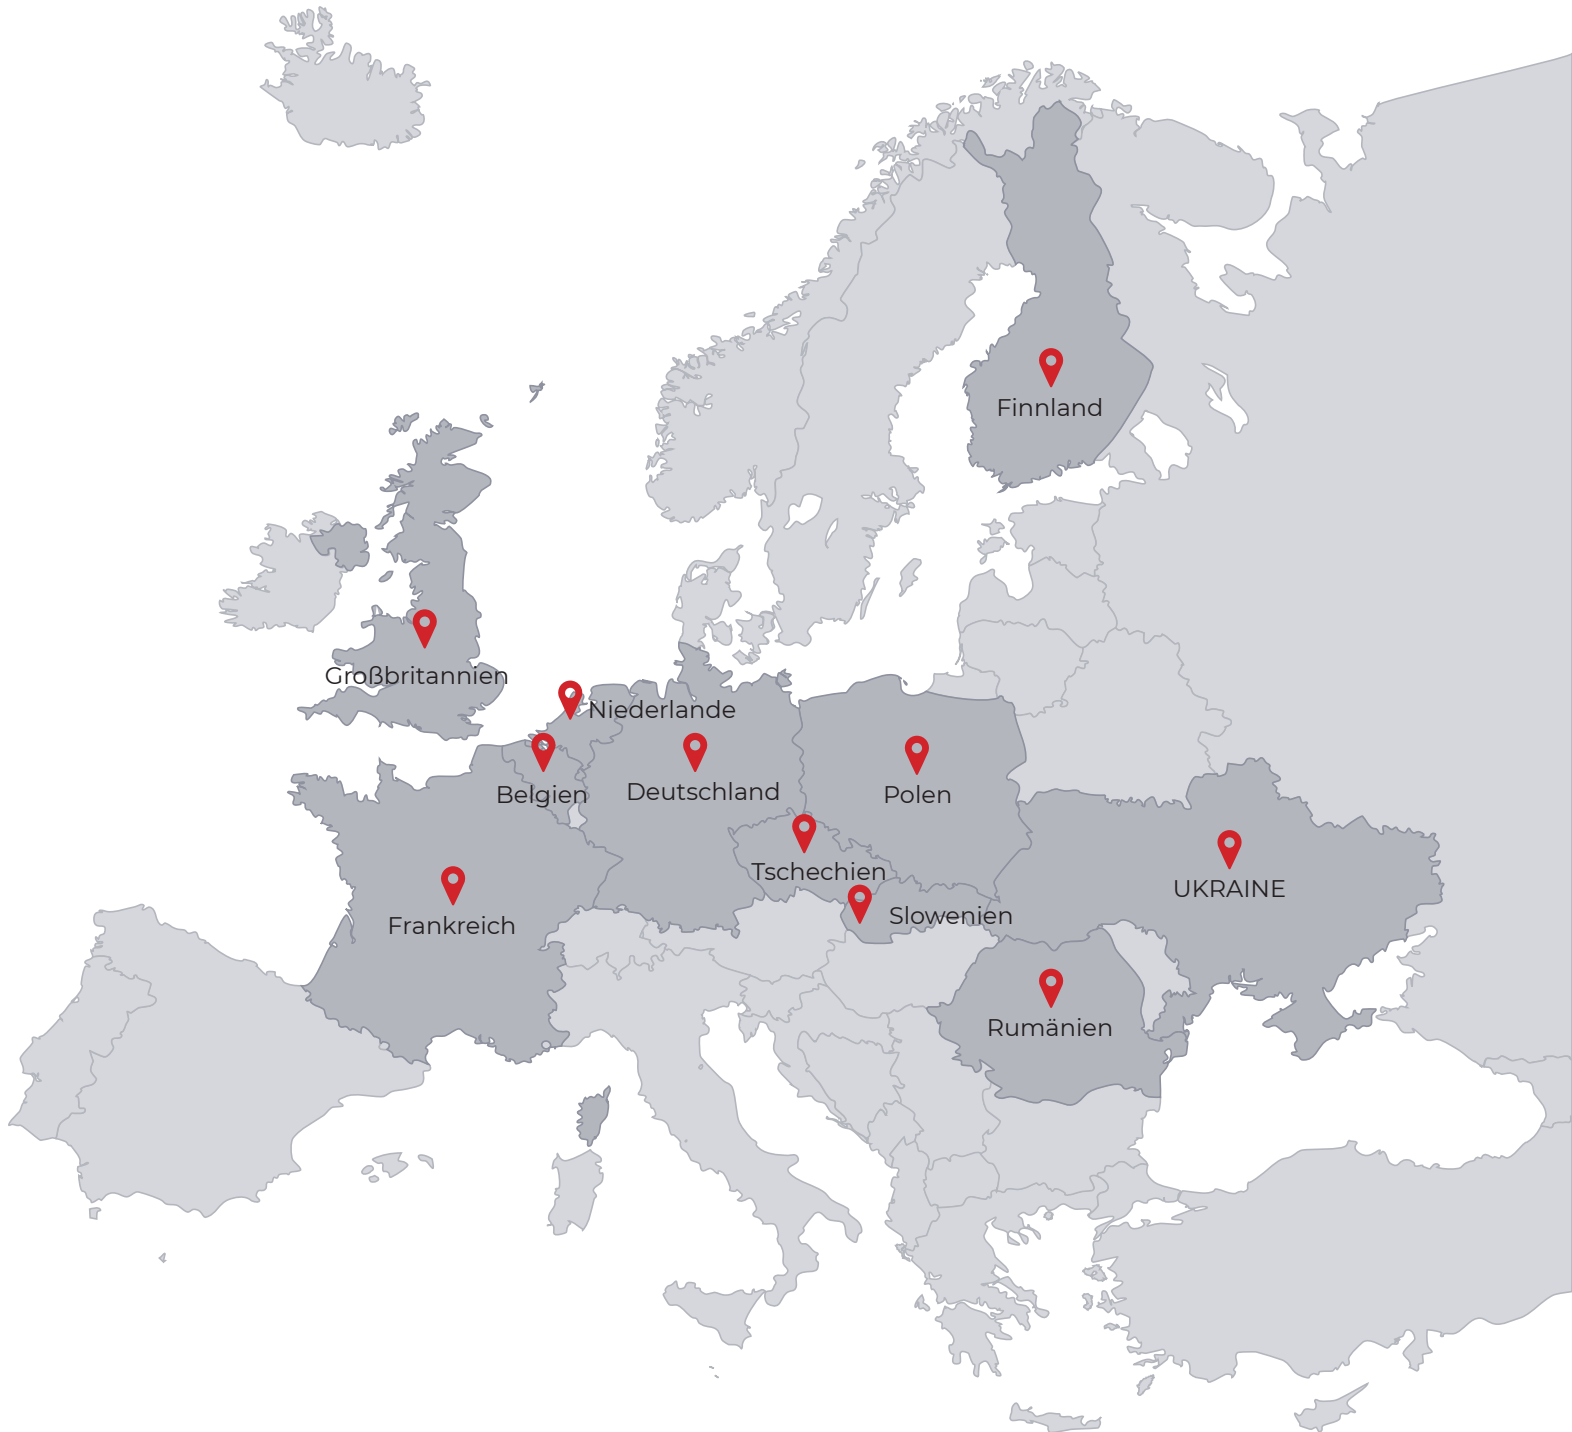 Finnland
Großbritannien
Niederlande
Belgien
Deutschland
Polen
Tschechien
UKRAINE
Slowenien
Frankreich
Rumänien